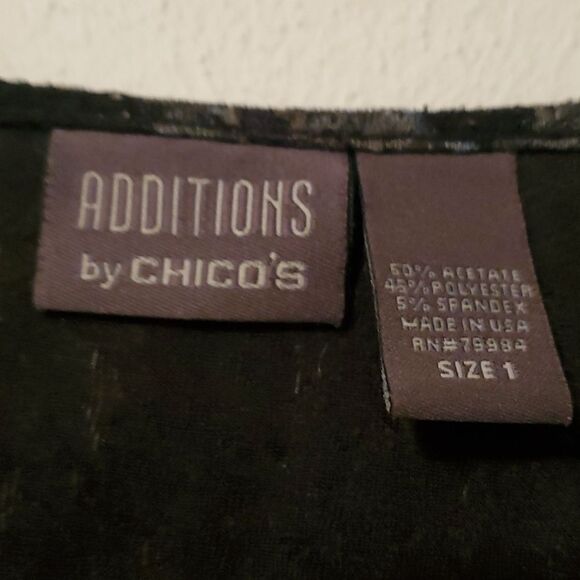 ADDITIONS
by CHICO'S
50% ACETATE
45% POLYESTER
5% SPANDEX
MADE IN USA
RN#79984
SIZE 1